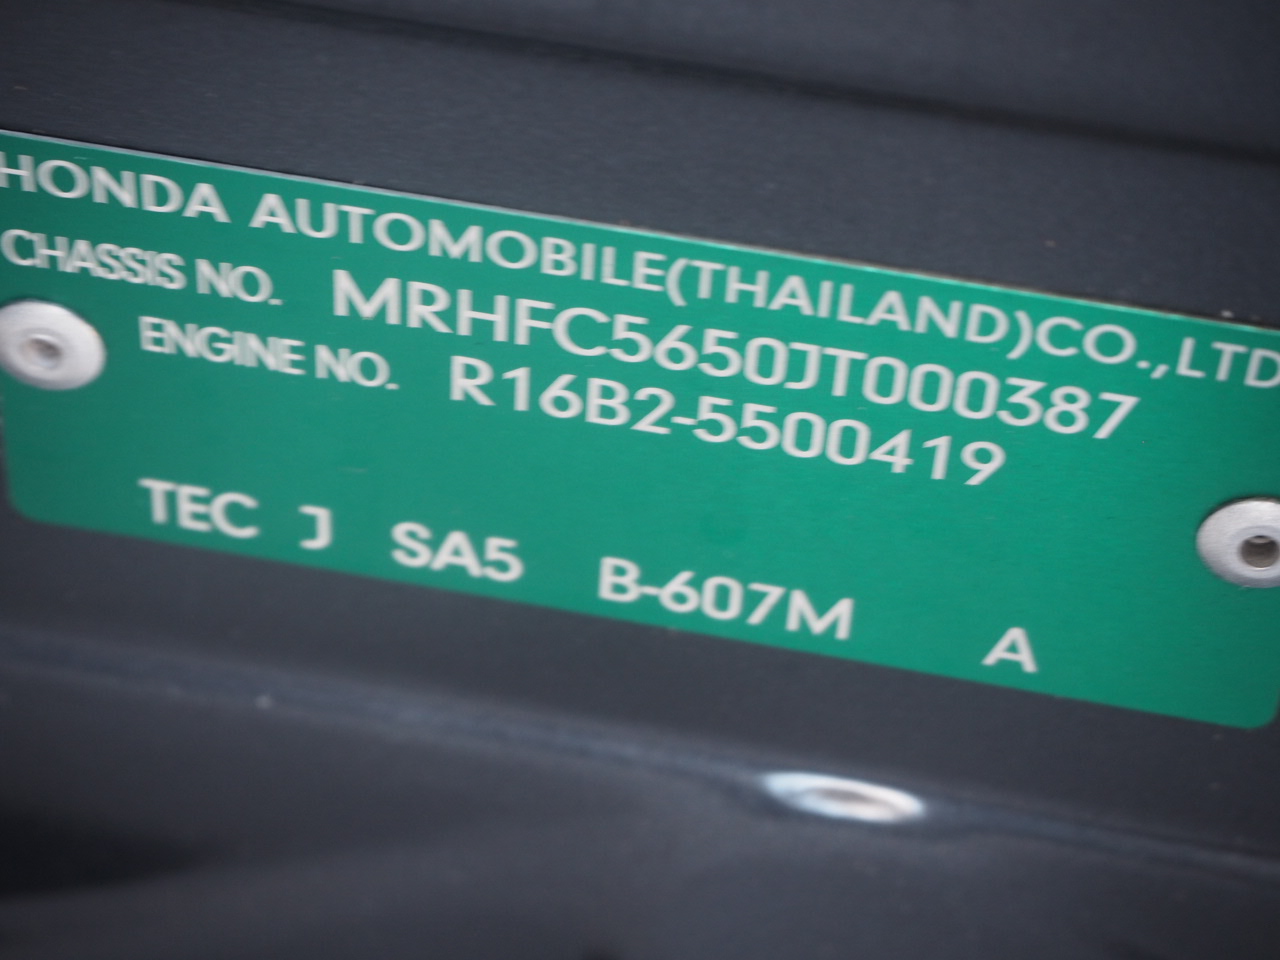 HONDA AUTOMOBILE(THAILAND)CO.,LTD
CHASSIS NO. MRHFC5650JT000387
ENGINE NO. R16B2-5500419
TEC J SA5 B-607M A